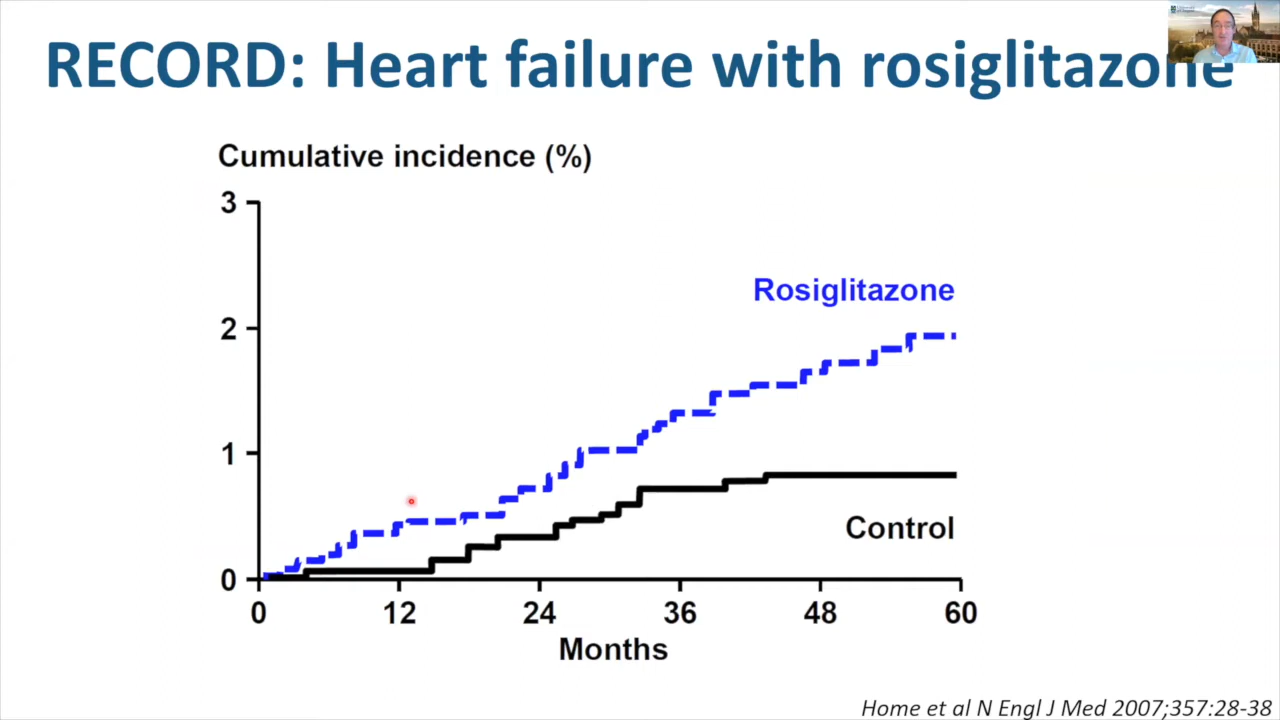 RECORD: Heart failure with rosiglitazone
Cumulative incidence (%)
3
2
1
0
Rosiglitazone
Control
0 12 24 36 48 60
Months
Home et al N Engl J Med 2007;357:28-38